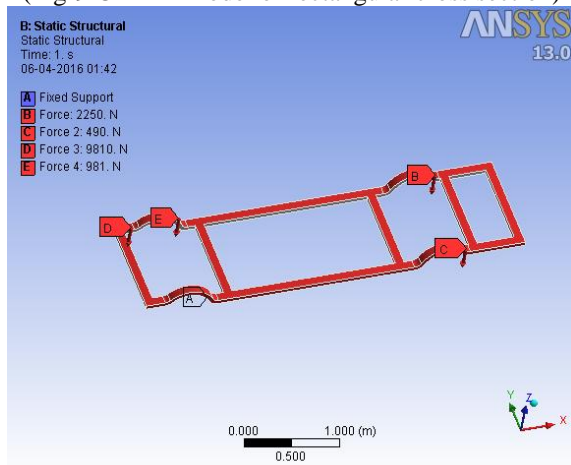 B: Static Structural
Static Structural
Time: 1. s
06-04-2016 01:42
A Fixed Support
B Force: 2250. N
C Force 2: 490. N
D Force 3: 9810. N
E Force 4: 981. N
ANSYS
13.0
B
E
D
C
A
Y
Z
X
0.000
1.000 (m)
0.500